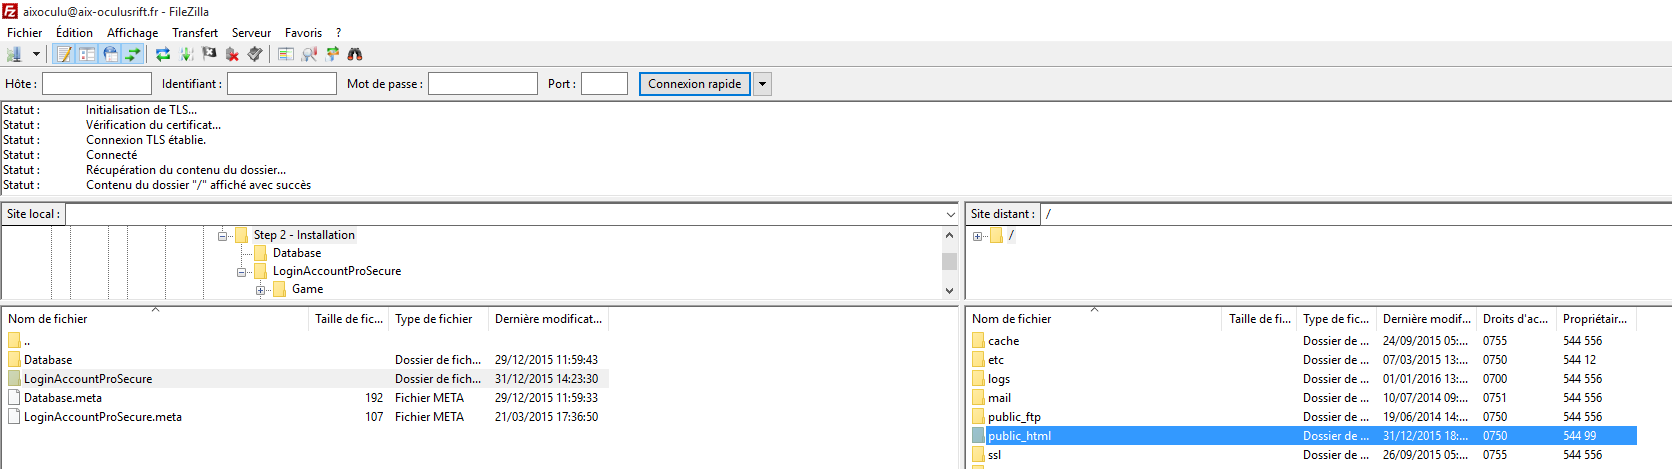 aixoculu@aix-oculusrift.fr - FileZilla
Fichier Édition Affichage Transfert Serveur Favoris ?
Hôte : Identifiant : Mot de passe : Port : Connexion rapide
Statut : Initialisation de TLS...
Statut : Vérification du certificat...
Statut : Connexion TLS établie.
Statut : Connecté
Statut : Récupération du contenu du dossier...
Statut : Contenu du dossier "/" affiché avec succès
Site local :
Step 2 - Installation
Database
LoginAccountProSecure
Game
Site distant : /
/
Nom de fichier Taille de fic... Type de fichier Dernière modificat...
..
Database Dossier de fich... 29/12/2015 11:59:43
LoginAccountProSecure Dossier de fich... 31/12/2015 14:23:30
Database.meta 192 Fichier META 29/12/2015 11:59:33
LoginAccountProSecure.meta 107 Fichier META 21/03/2015 17:36:50
Nom de fichier Taille de fi... Type de fic... Dernière modif... Droits d'ac... Propriétair...
cache Dossier de ... 24/09/2015 05:... 0755 544 556
etc Dossier de ... 07/03/2015 13:... 0750 544 12
logs Dossier de ... 01/01/2016 13:... 0700 544 556
mail Dossier de ... 10/07/2014 09:... 0751 544 556
public_ftp Dossier de ... 19/06/2014 14:... 0750 544 556
public_html Dossier de ... 31/12/2015 18:... 0750 544 99
ssl Dossier de ... 26/09/2015 05:... 0755 544 556